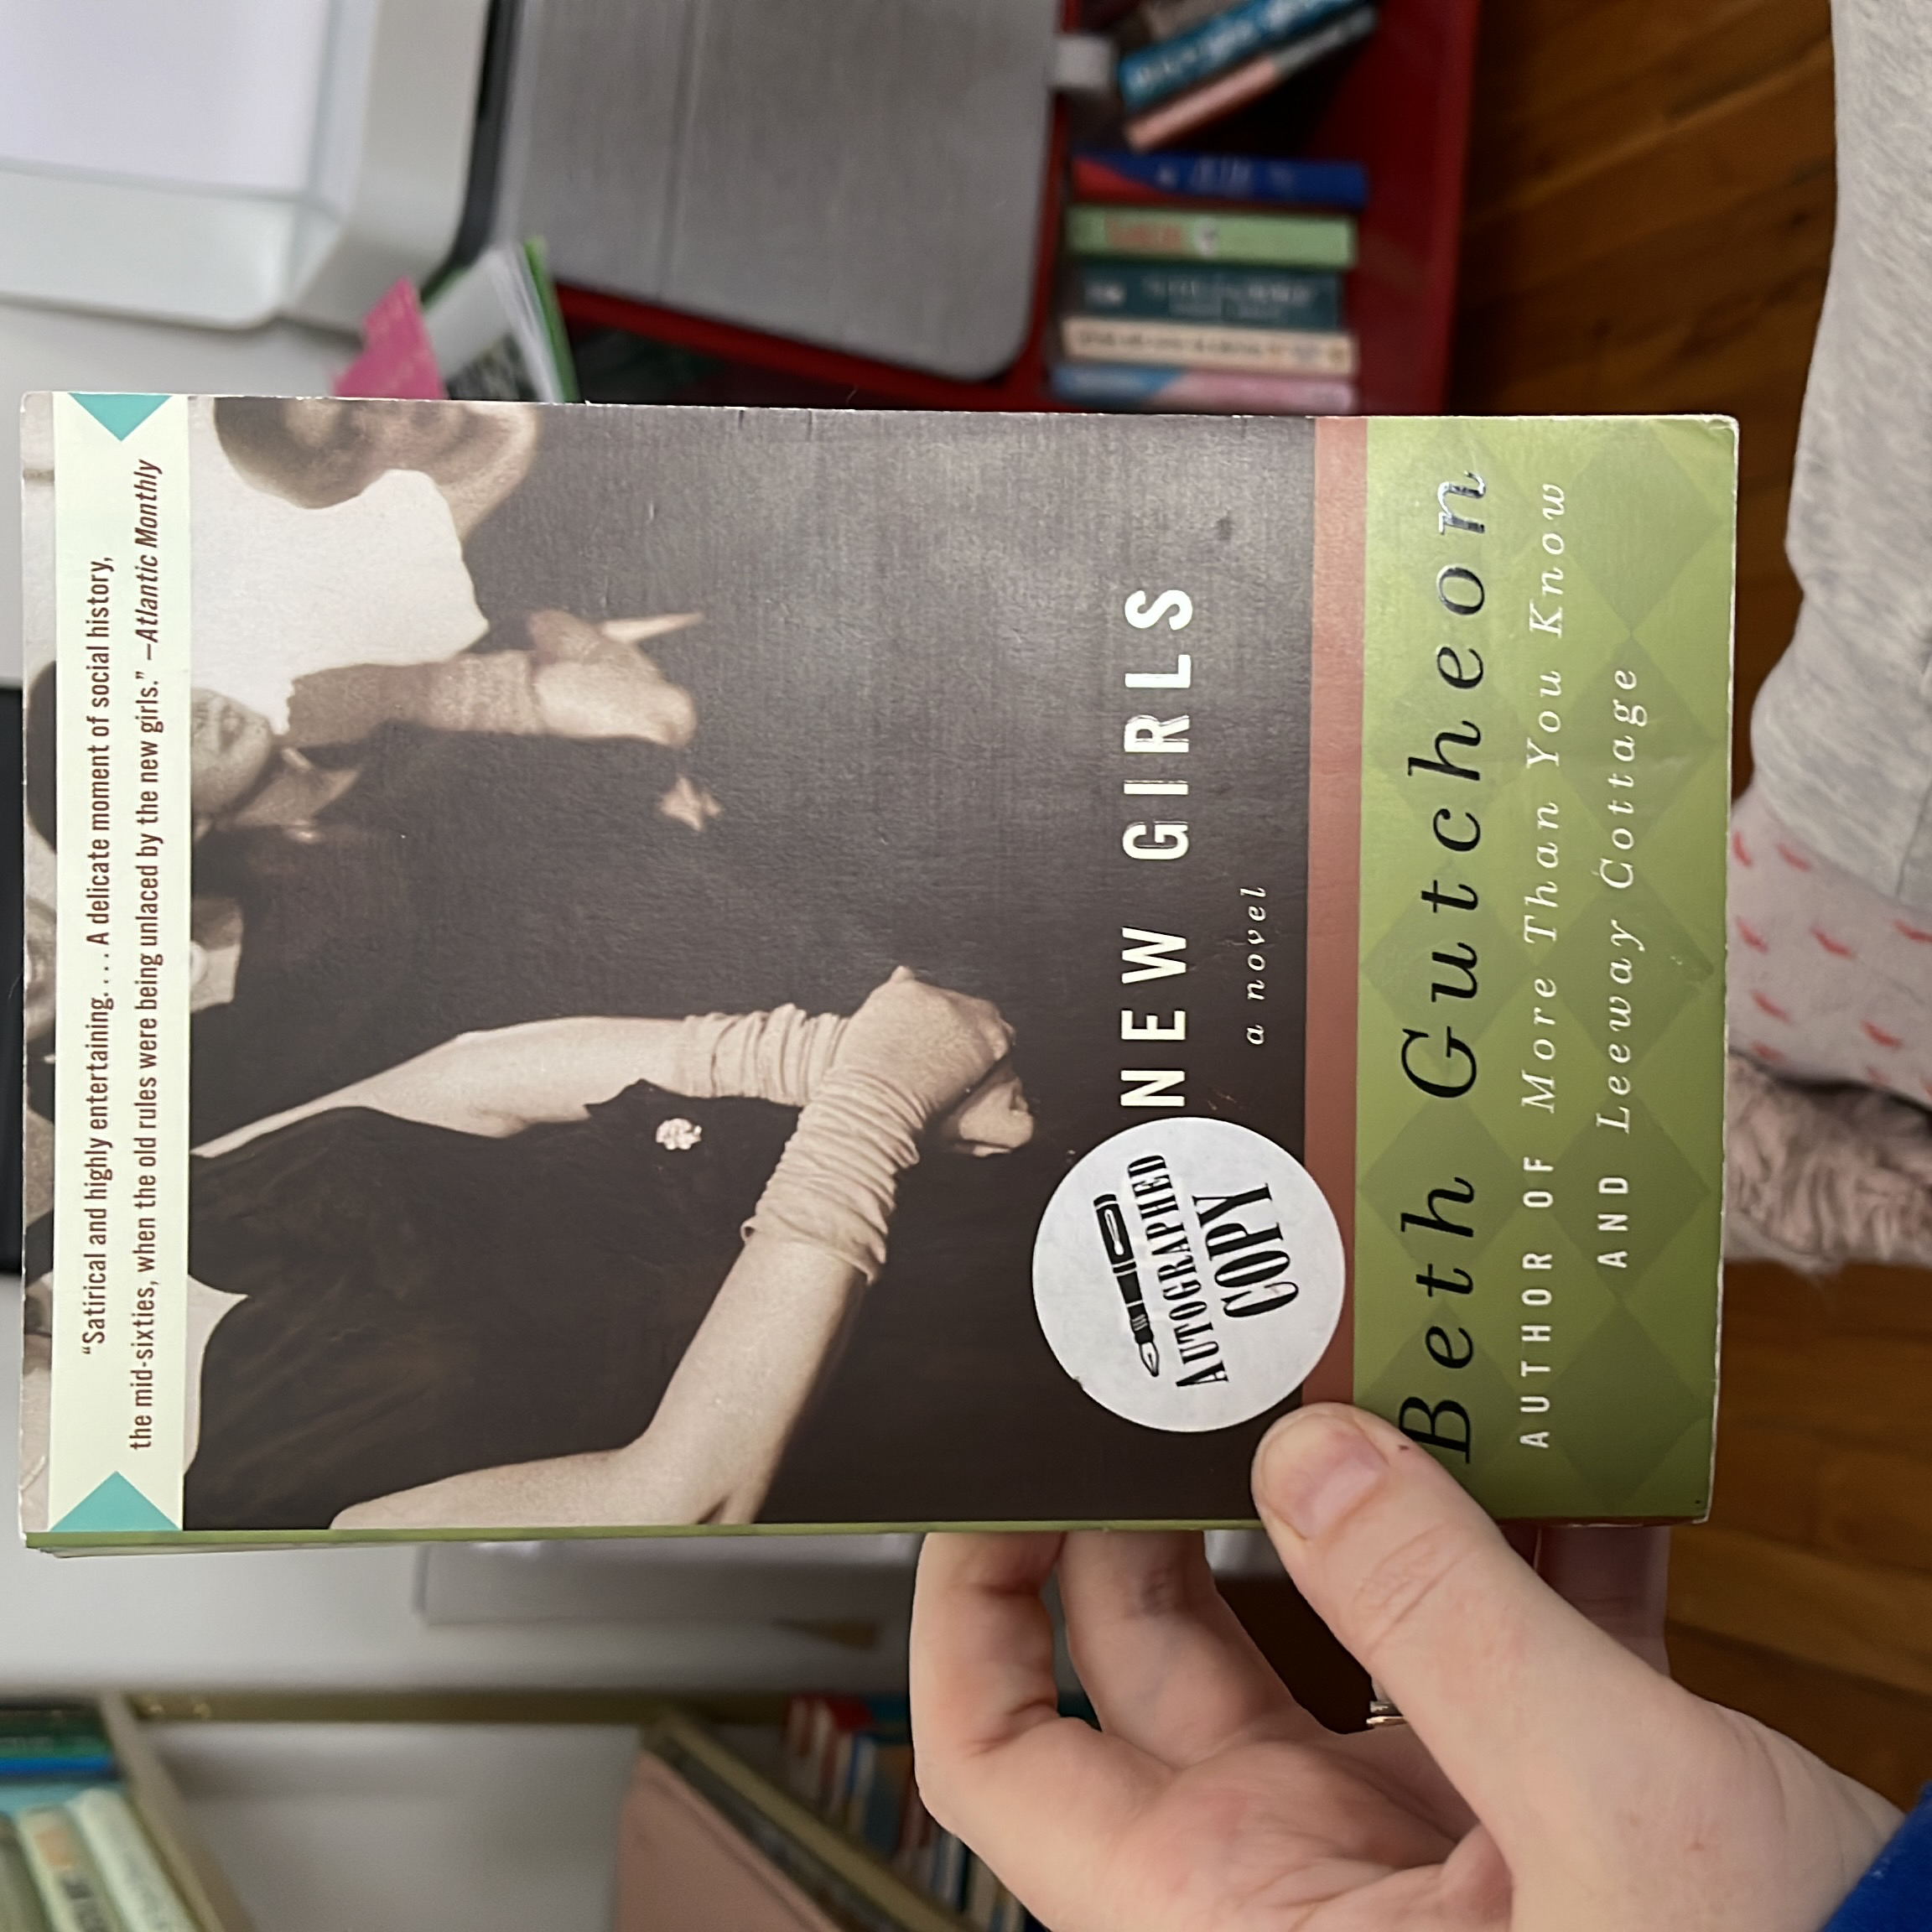 “Satirical and highly entertaining. . . . A delicate moment of social history,
the mid-sixties, when the old rules were being unlaced by the new girls.” —Atlantic Monthly
NEW GIRLS
a novel
AUTOGRAPHED
COPY
Beth Gutcheon
AUTHOR OF More Than You Know
AND Leeway Cottage